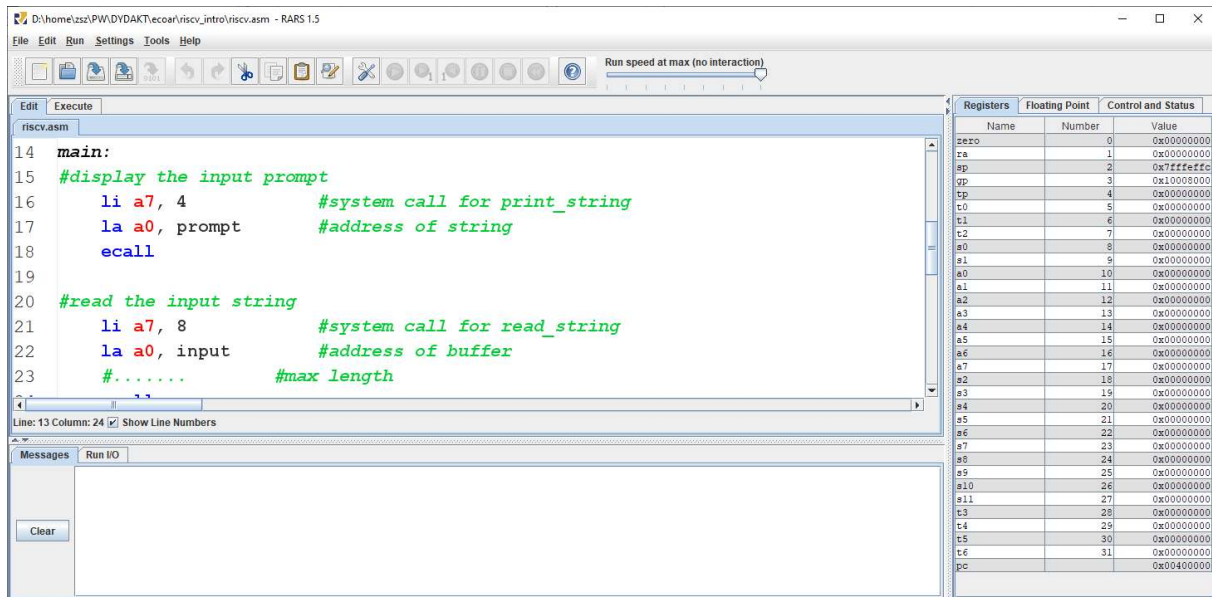 D:\home\zsz\PW\DYDAKT\ecoar\riscv_intro\riscv.asm - RARS 1.5
File Edit Run Settings Tools Help
Run speed at max (no interaction)
Edit Execute
riscv.asm
14 main:
15 #display the input prompt
16 li a7, 4 #system call for print_string
17 la a0, prompt #address of string
18 ecall
19
20 #read the input string
21 li a7, 8 #system call for read_string
22 la a0, input #address of buffer
23 #....... #max length
Line: 13 Column: 24 Show Line Numbers
Messages Run I/O
Clear
Registers Floating Point Control and Status
Name Number Value
zero 0 0x00000000
ra 1 0x00000000
sp 2 0x7fffeffc
gp 3 0x10008000
tp 4 0x00000000
t0 5 0x00000000
t1 6 0x00000000
t2 7 0x00000000
s0 8 0x00000000
s1 9 0x00000000
a0 10 0x00000000
a1 11 0x00000000
a2 12 0x00000000
a3 13 0x00000000
a4 14 0x00000000
a5 15 0x00000000
a6 16 0x00000000
a7 17 0x00000000
s2 18 0x00000000
s3 19 0x00000000
s4 20 0x00000000
s5 21 0x00000000
s6 22 0x00000000
s7 23 0x00000000
s8 24 0x00000000
s9 25 0x00000000
s10 26 0x00000000
s11 27 0x00000000
t3 28 0x00000000
t4 29 0x00000000
t5 30 0x00000000
t6 31 0x00000000
pc 0x00400000